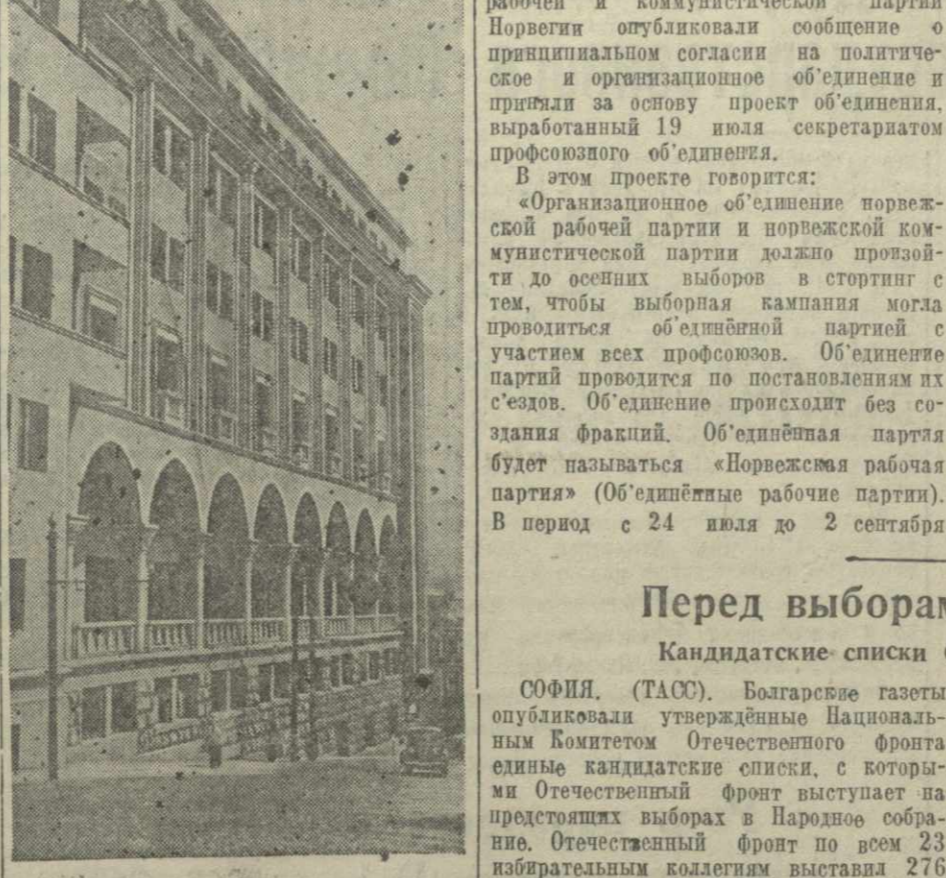 рабочей и коммунистической партий
Норвегии опубликовали сообщение о
принципиальном согласии на политиче-
ское и организационное об'единение и
приняли за основу проект об'единения,
выработанный 19 июля секретариатом
профсоюзного об'единения.
В этом проекте говорится:
«Организационное об'единение норвеж-
ской рабочей партии и норвежской ком-
мунистической партии должно произой-
ти до осенних выборов в стортинг с
тем, чтобы выборная кампания могла
проводиться об'единённой партией с
участием всех профсоюзов. Об'единение
партий проводится по постановлениям их
с'ездов. Об'единение происходит без со-
здания фракций. Об'единённая партия
будет называться «Норвежская рабочая
партия» (Об'единённые рабочие партии).
В период с 24 июля до 2 сентября
Перед выборам
Кандидатские списки
СОФИЯ. (ТАСС). Болгарские газеты
опубликовали утверждённые Националь-
ным Комитетом Отечественного фронта
единые кандидатские списки, с которы-
ми Отечественный фронт выступает на
предстоящих выборах в Народное собра-
ние. Отечественный фронт по всем 23
избирательным коллегиям выставил 276